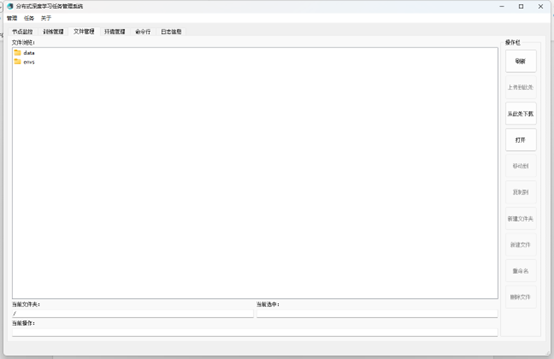 分布式深度学习任务管理系统
管理 任务 关于
节点监控 训练管理 文件管理 环境管理 命令行 日志信息
文件浏览: 操作栏
data
envs
刷新
上传到此处
从此处下载
打开
移动到
复制到
新建文件夹
新建文件
重命名
删除文件
当前文件夹: 当前选中:
/
当前操作: